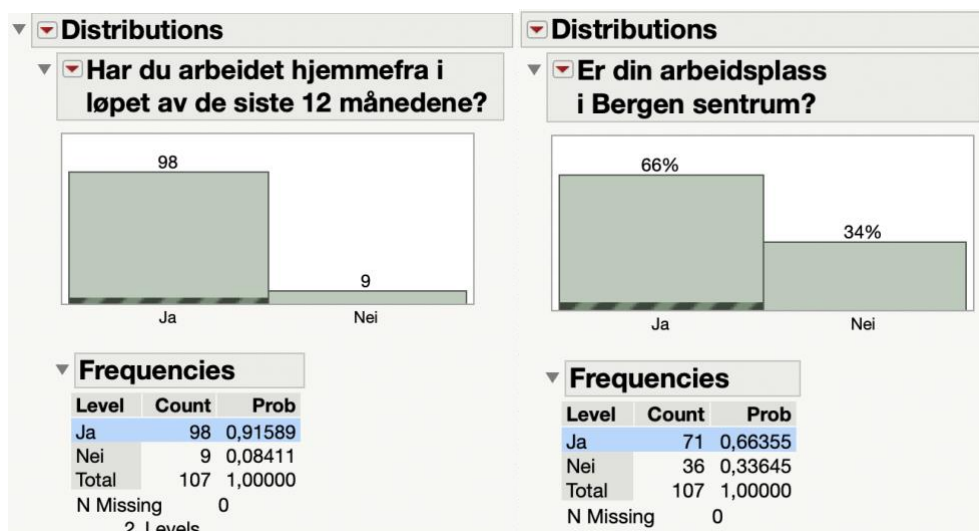 Distributions
Har du arbeidet hjemmefra i
løpet av de siste 12 månedene?
98
9
Ja Nei
Frequencies
Level Count Prob
Ja 98 0,91589
Nei 9 0,08411
Total 107 1,00000
N Missing 0
2 Levels
Distributions
Er din arbeidsplass
i Bergen sentrum?
66%
34%
Ja Nei
Frequencies
Level Count Prob
Ja 71 0,66355
Nei 36 0,33645
Total 107 1,00000
N Missing 0